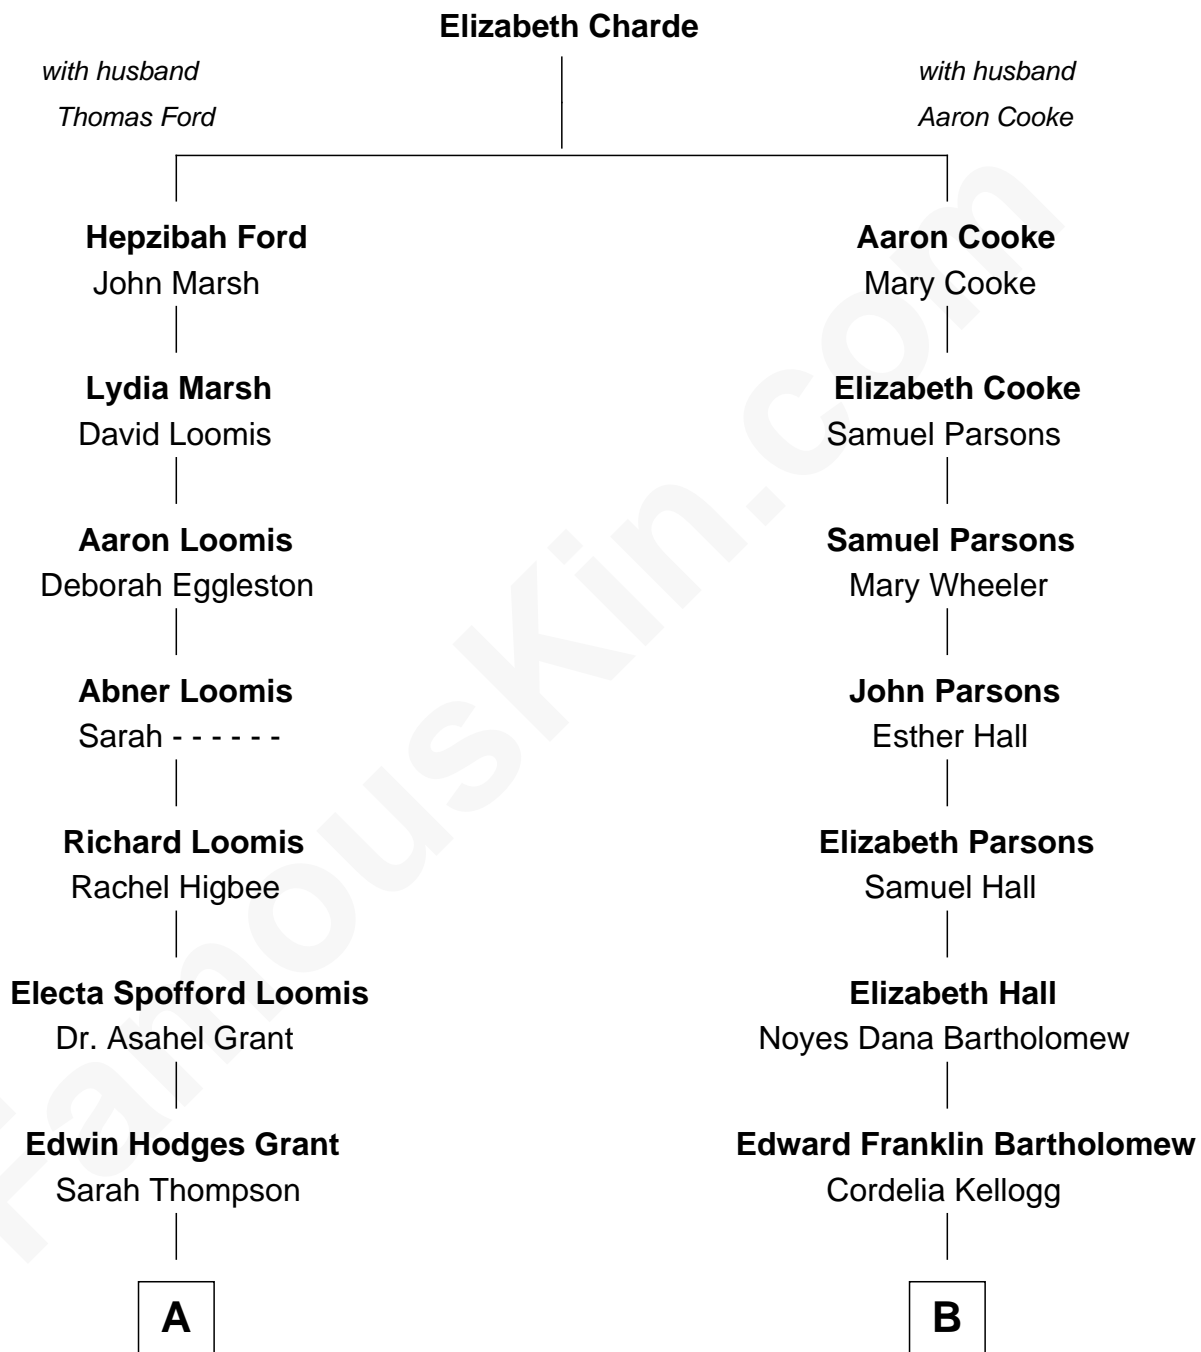 Elizabeth Charde
with husband
Thomas Ford
with husband
Aaron Cooke
Hepzibah Ford
John Marsh
Aaron Cooke
Mary Cooke
Lydia Marsh
David Loomis
Elizabeth Cooke
Samuel Parsons
Aaron Loomis
Deborah Eggleston
Samuel Parsons
Mary Wheeler
Abner Loomis
Sarah - - - - - -
John Parsons
Esther Hall
Richard Loomis
Rachel Higbee
Elizabeth Parsons
Samuel Hall
Electa Spofford Loomis
Dr. Asahel Grant
Elizabeth Hall
Noyes Dana Bartholomew
Edwin Hodges Grant
Sarah Thompson
Edward Franklin Bartholomew
Cordelia Kellogg
A
B
FamousKin.com